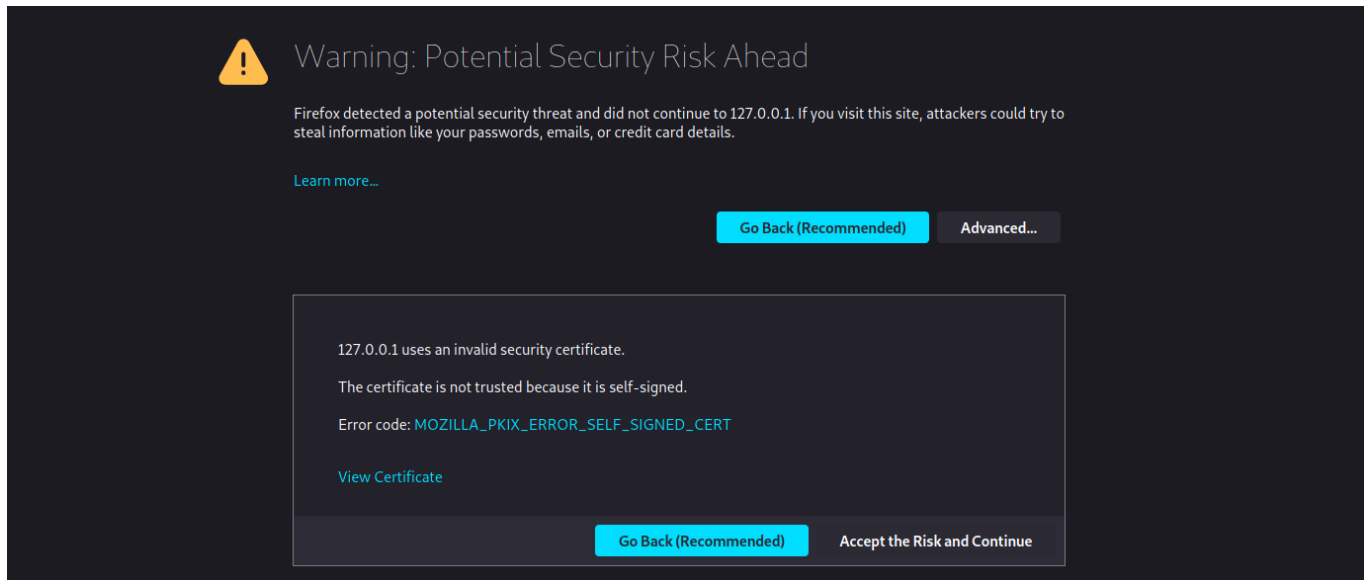 Warning: Potential Security Risk Ahead
Firefox detected a potential security threat and did not continue to 127.0.0.1. If you visit this site, attackers could try to
steal information like your passwords, emails, or credit card details.
Learn more...
Go Back (Recommended)
Advanced...
127.0.0.1 uses an invalid security certificate.
The certificate is not trusted because it is self-signed.
Error code: MOZILLA_PKIX_ERROR_SELF_SIGNED_CERT
View Certificate
Go Back (Recommended)
Accept the Risk and Continue